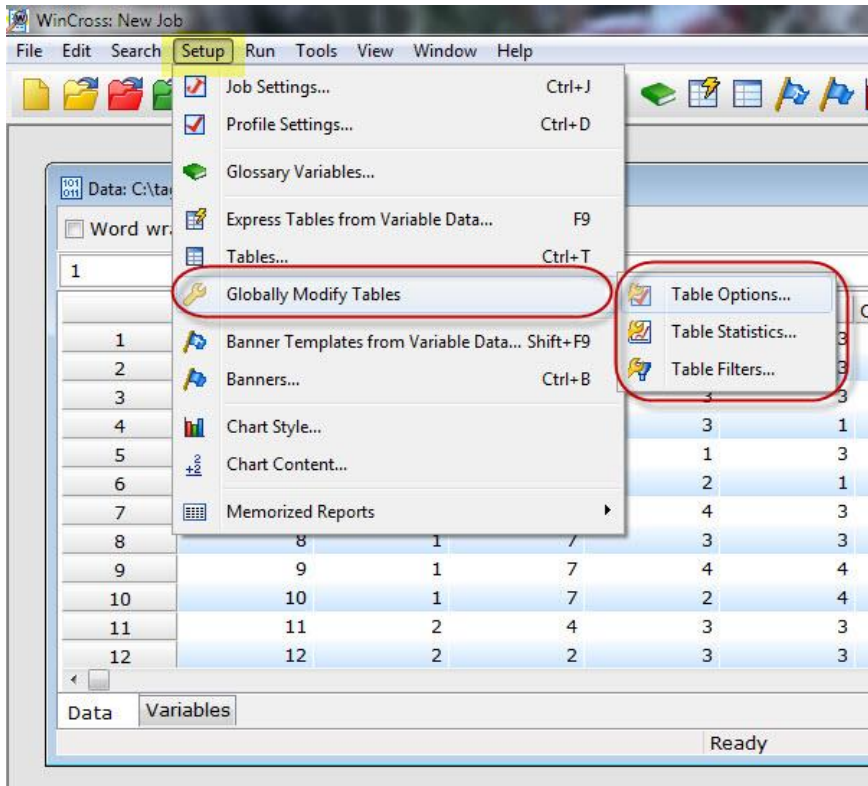 WinCross: New Job
File Edit Search Setup Run Tools View Window Help
Job Settings... Ctrl+J
Profile Settings... Ctrl+D
Glossary Variables...
Data: C:\ta
Express Tables from Variable Data... F9
Word wr
Tables... Ctrl+T
1
Globally Modify Tables
Table Options...
Table Statistics...
Table Filters...
Banner Templates from Variable Data... Shift+F9
Banners... Ctrl+B
Chart Style...
Chart Content...
Memorized Reports
1 3
2 3
3 3 3
4 3 1
5 1 3
6 2 1
7 4 3
8 8 1 7 3 3
9 9 1 7 4 4
10 10 1 7 2 4
11 11 2 4 3 3
12 12 2 2 3 3
Data Variables
Ready